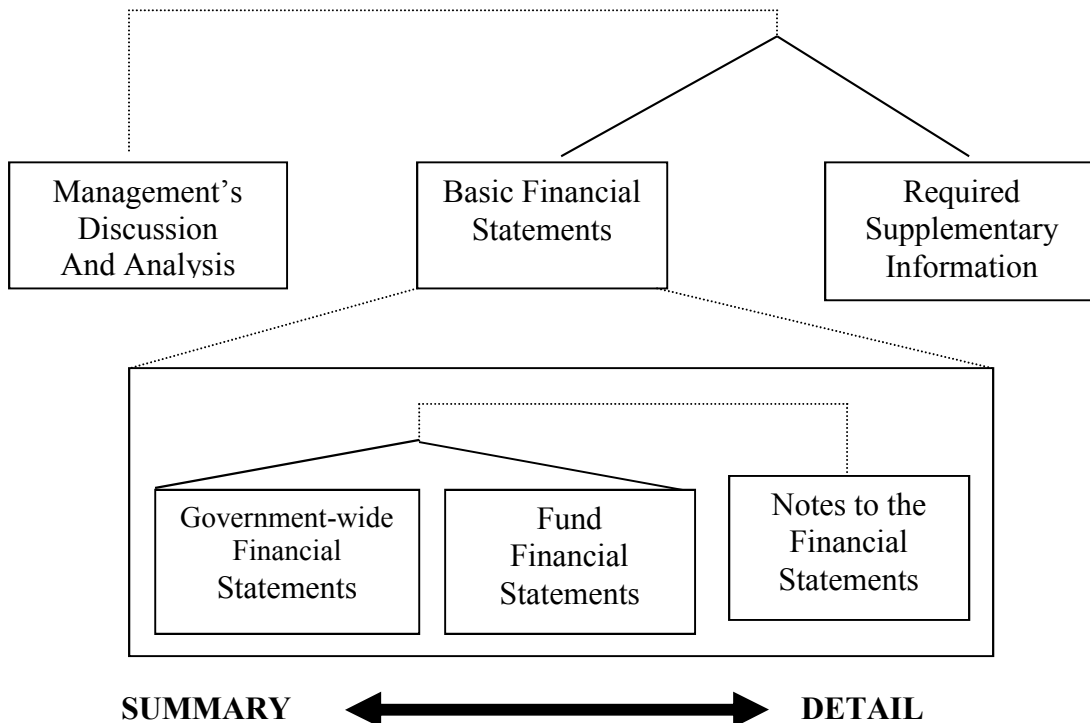 Management’s
Discussion
And Analysis
Basic Financial
Statements
Required
Supplementary
Information
Government-wide
Financial
Statements
Fund
Financial
Statements
Notes to the
Financial
Statements
SUMMARY DETAIL